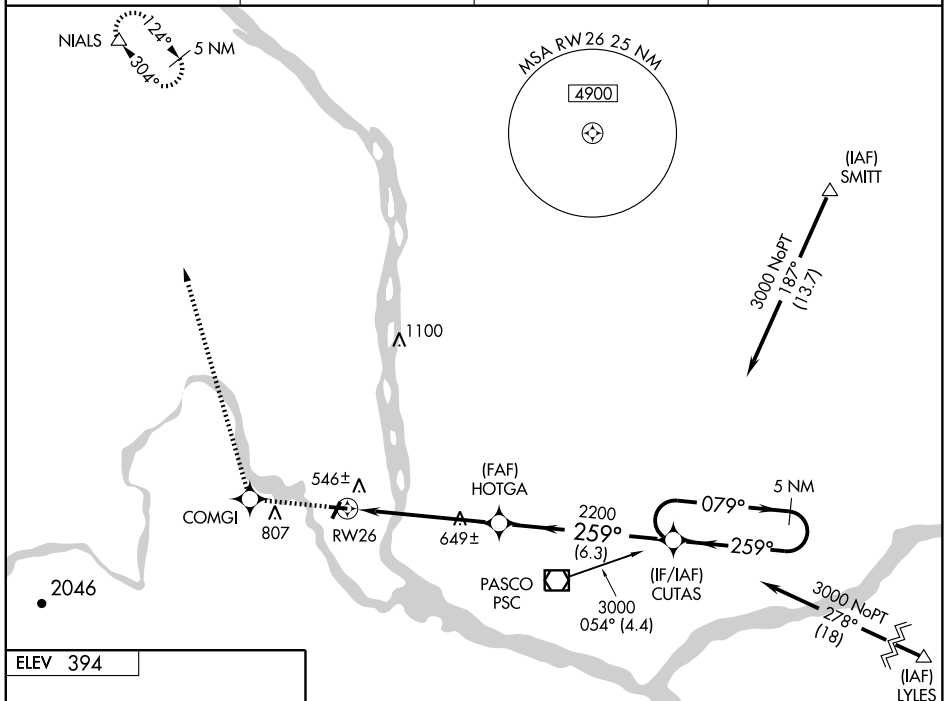 NIALS
124°
5 NM
304°
MSA RW26 25 NM
4900
(IAF)
SMITT
3000 NoPT
187°
(13.7)
1100
(FAF)
HOTGA
546±
5 NM
079°
2200
COMGI
807
RW26
649±
259°
(6.3)
259°
(IF/IAF)
CUTAS
PASCO
PSC
3000
054° (4.4)
2046
3000 NoPT
278°
(18)
ELEV 394
(IAF)
LYLES